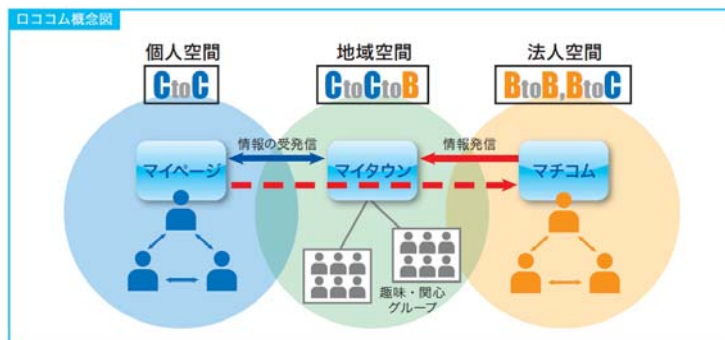 ロココム概念図
個人空間
CtoC
地域空間
CtoCtoB
法人空間
BtoB,BtoC
情報の受発信
情報発信
マイページ
マイタウン
マチコム
趣味・関心
グループ